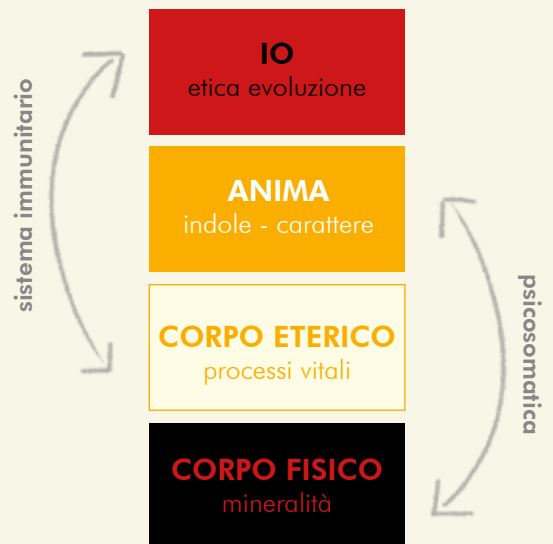 IO
etica evoluzione
sistema immunitario
ANIMA
indole - carattere
CORPO ETERICO
processi vitali
psicosomatica
CORPO FISICO
mineralità